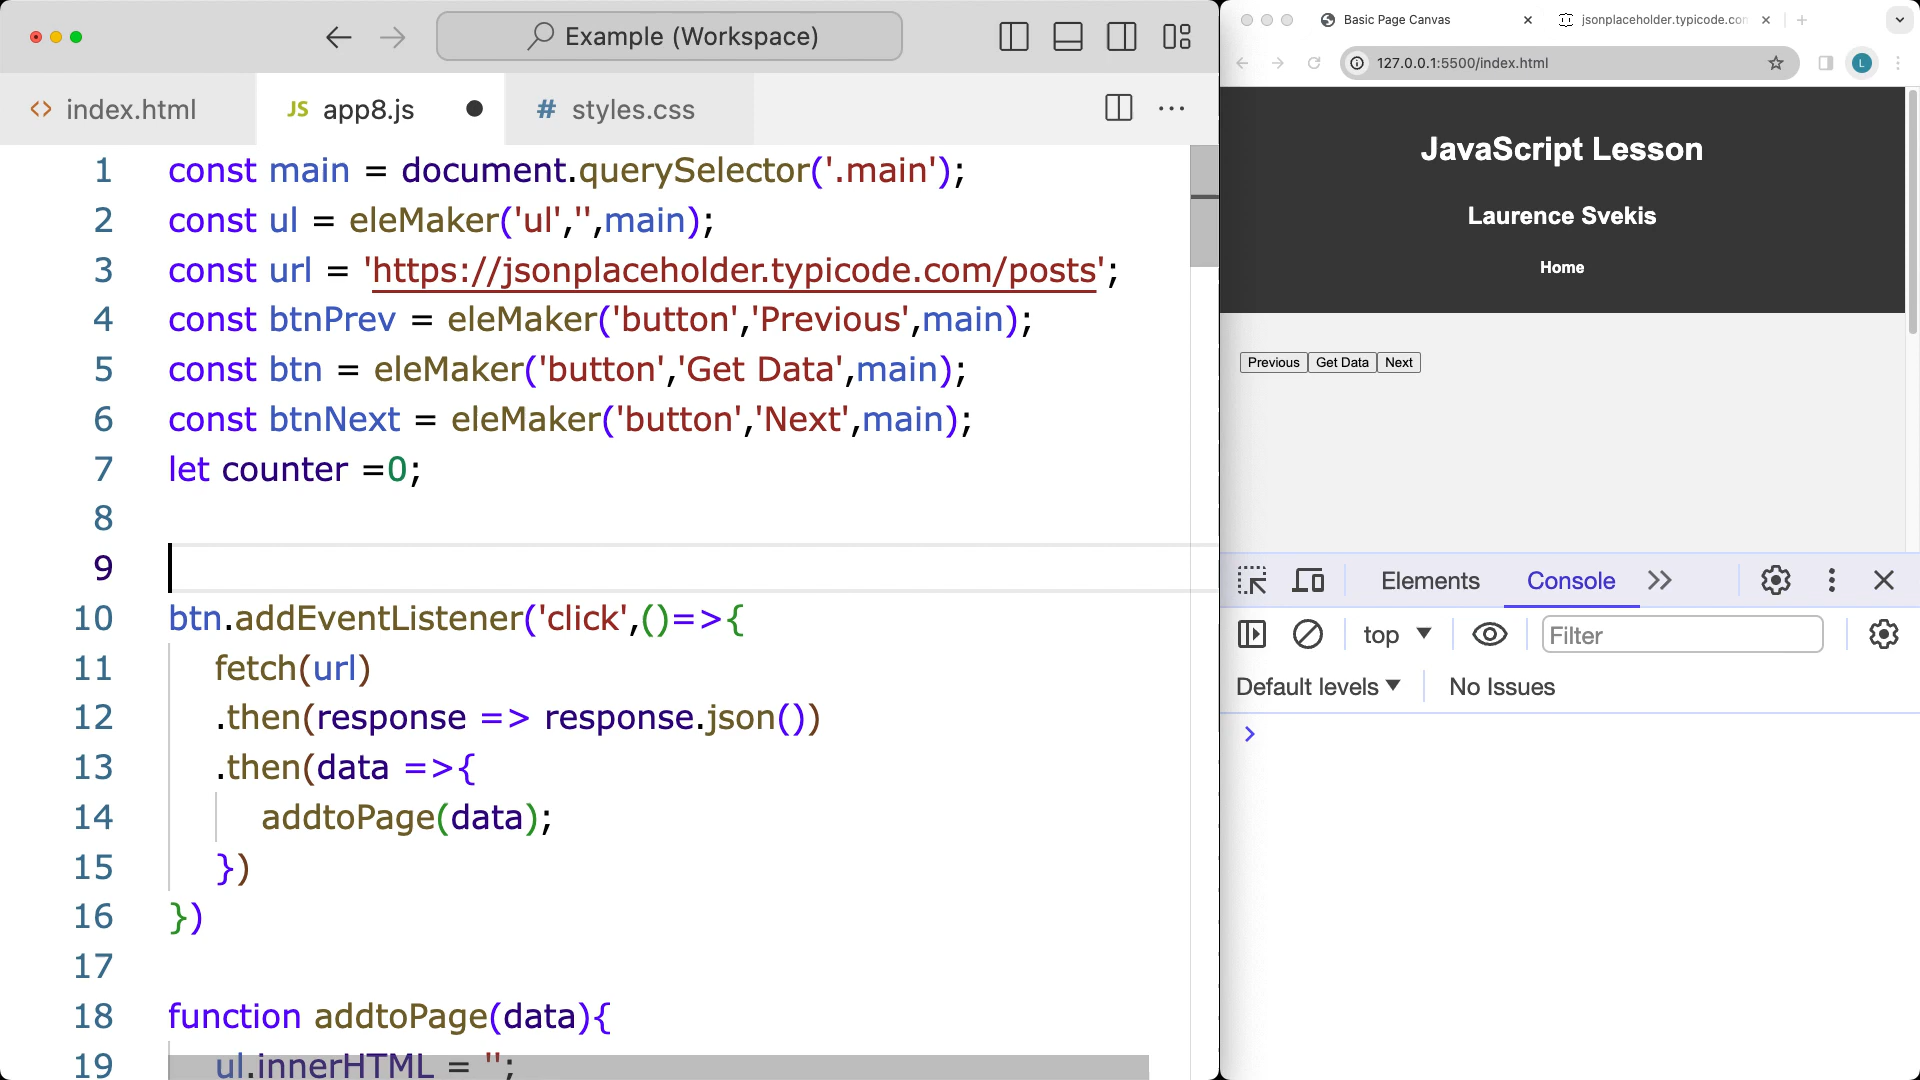 Example (Workspace)
index.html
JS app8.js
# styles.css
1 const main = document.querySelector('.main');
2 const ul = eleMaker('ul','',main);
3 const url = 'https://jsonplaceholder.typicode.com/posts';
4 const btnPrev = eleMaker('button','Previous',main);
5 const btn = eleMaker('button','Get Data',main);
6 const btnNext = eleMaker('button','Next',main);
7 let counter =0;
8
9
10 btn.addEventListener('click',()=>{
11 fetch(url)
12 .then(response => response.json())
13 .then(data =>{
14 addtoPage(data);
15 })
16 })
17
18 function addtoPage(data){
19 ul.innerHTML = '';
Basic Page Canvas
jsonplaceholder.typicode.com
127.0.0.1:5500/index.html
L
JavaScript Lesson
Laurence Svekis
Home
Previous Get Data Next
Elements Console
top
Filter
Default levels
No Issues